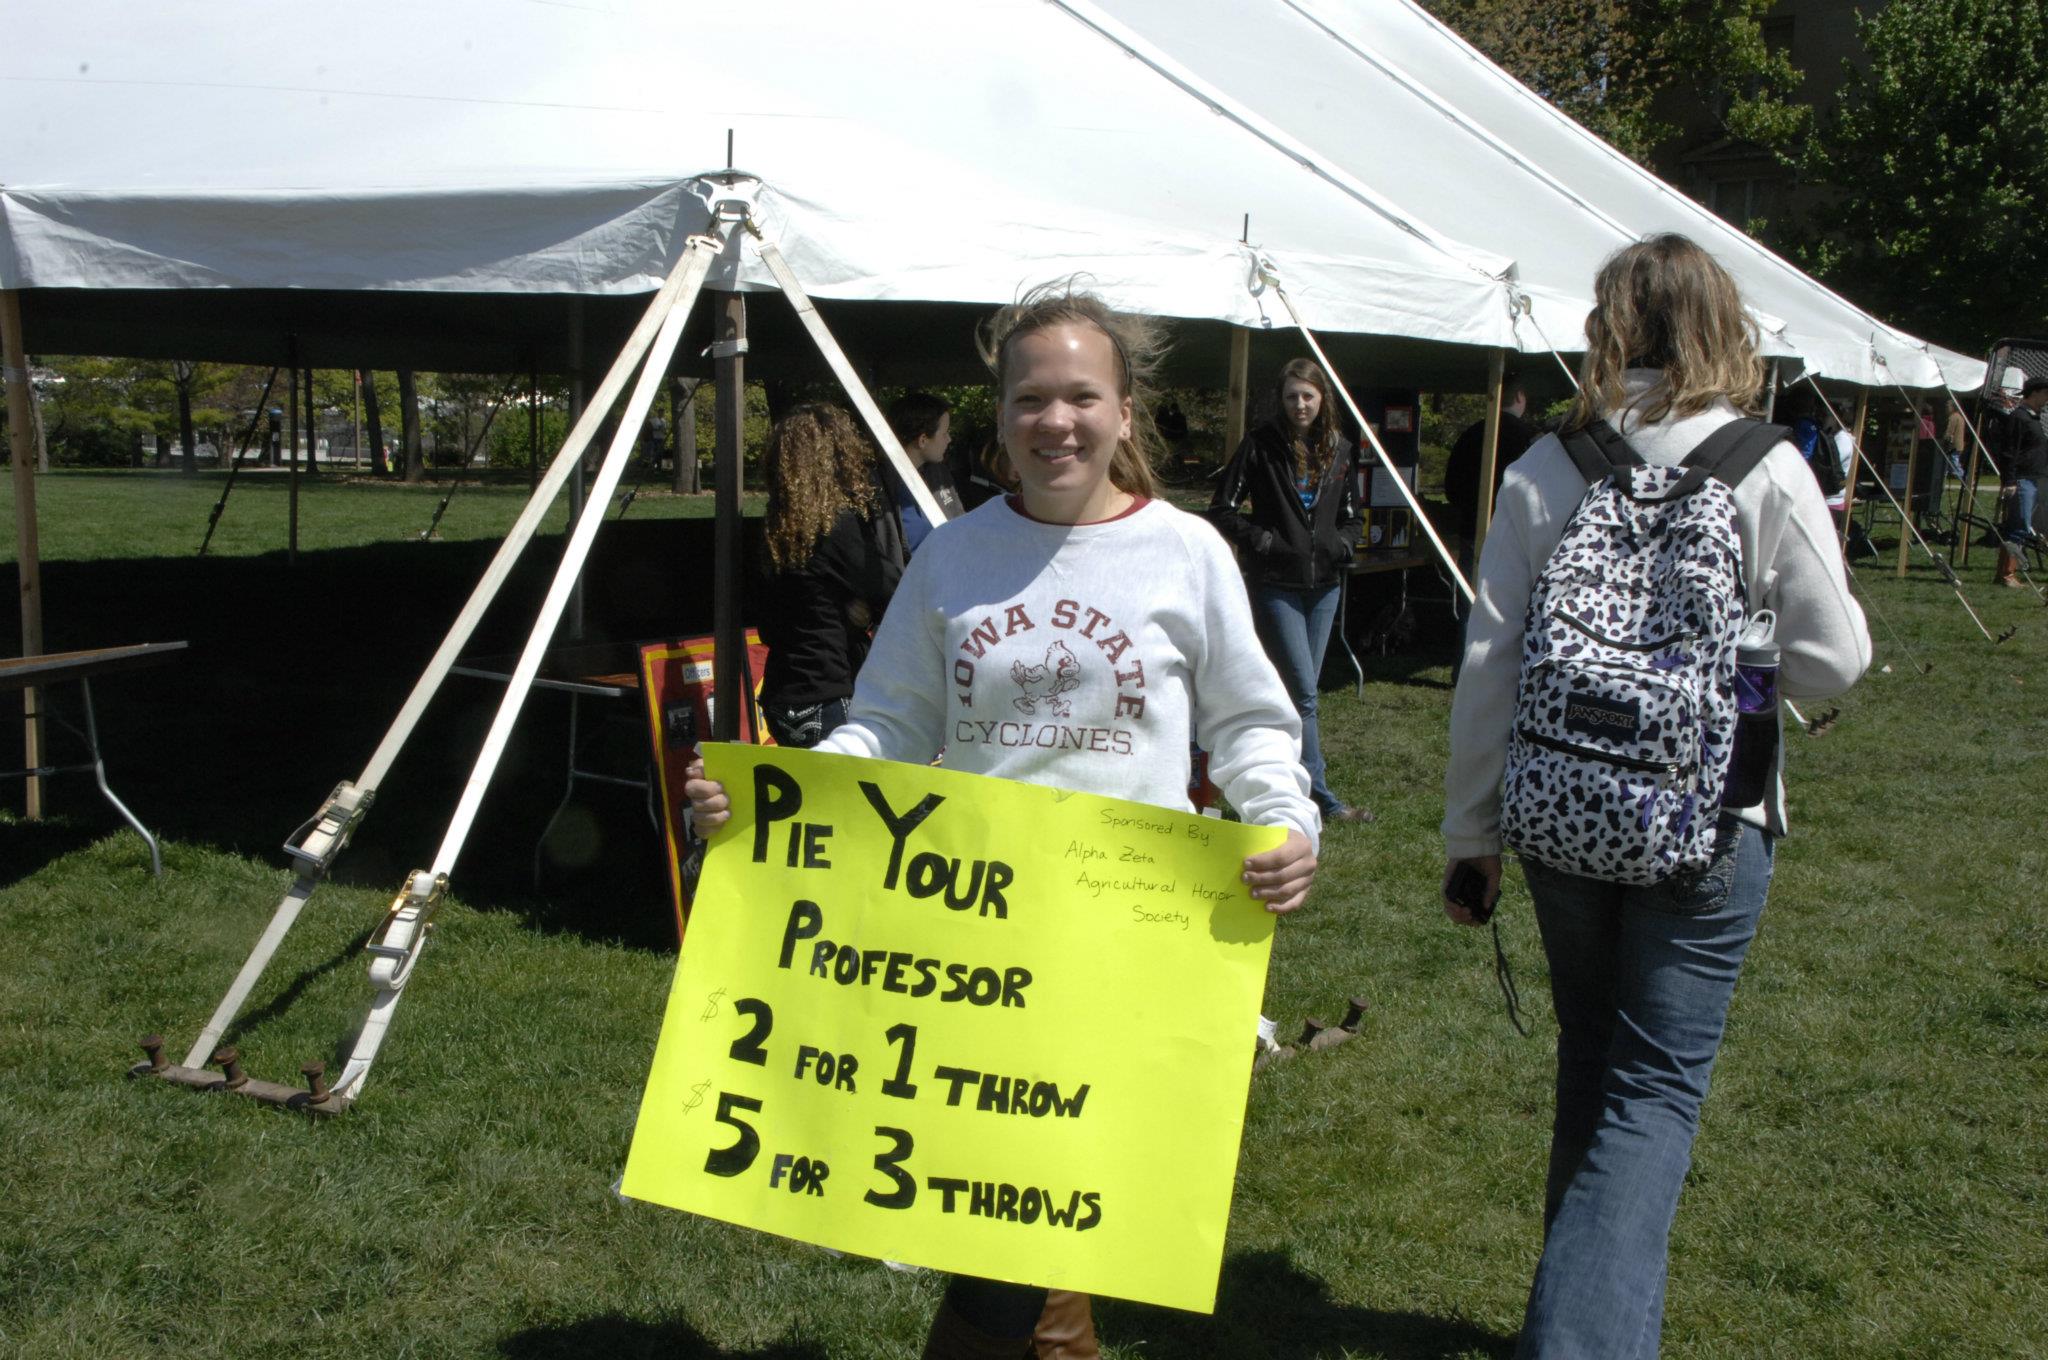 IOWA STATE
CYCLONES
Officers
JANSPORT
PIE YOUR
PROFESSOR
$2 FOR 1 THROW
$5 FOR 3 THROWS
Sponsored By
Alpha Zeta
Agricultural Honor
Society